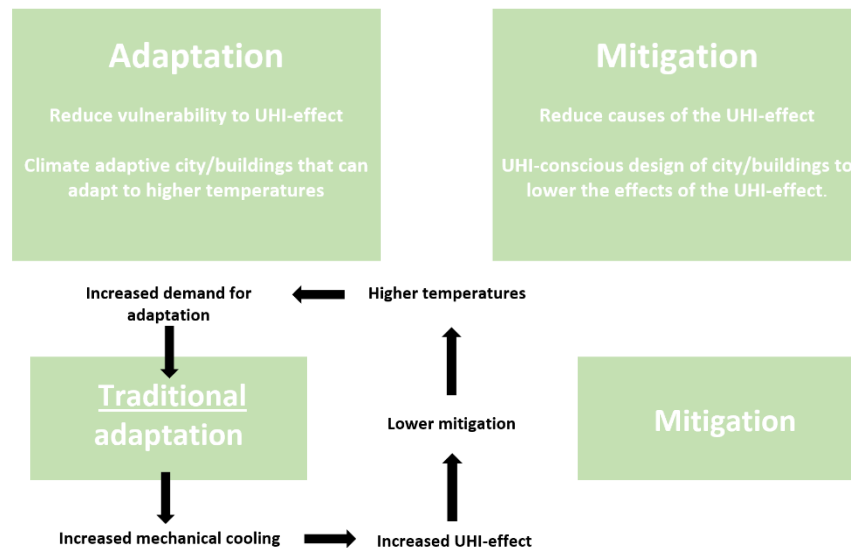 Adaptation
Reduce vulnerability to UHI-effect
Climate adaptive city/buildings that can
adapt to higher temperatures
Mitigation
Reduce causes of the UHI-effect
UHI-conscious design of city/buildings to
lower the effects of the UHI-effect.
Increased demand for
adaptation
Higher temperatures
Traditional
adaptation
Lower mitigation
Mitigation
Increased mechanical cooling
Increased UHI-effect